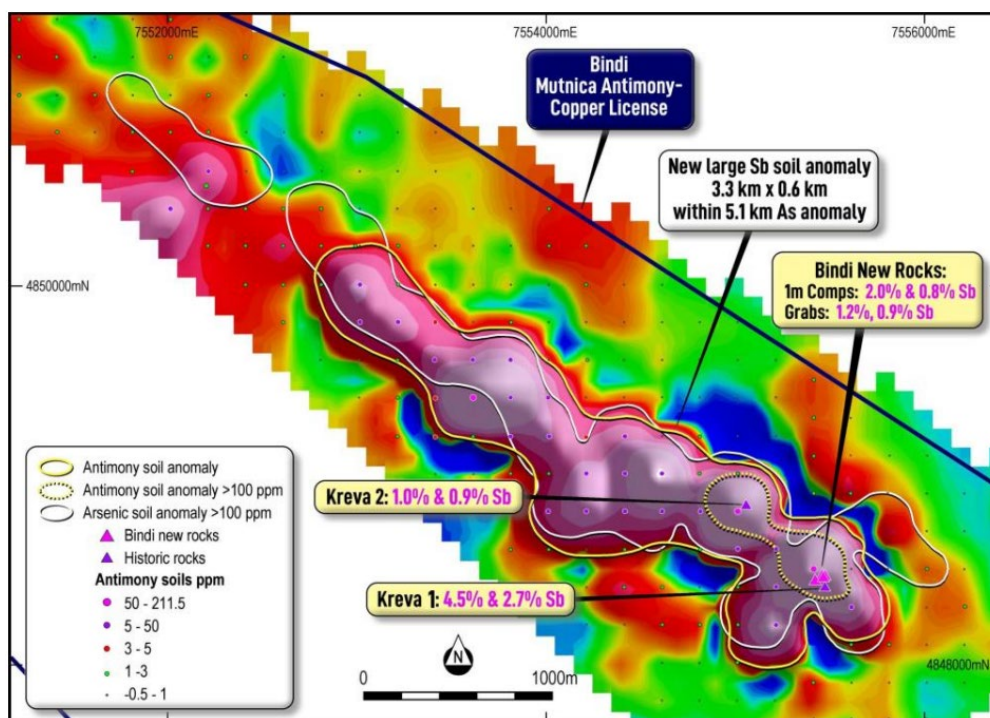 7552000mE
7554000mE
7556000mE
Bindi
Mutnica Antimony-
Copper License
New large Sb soil anomaly
3.3 km x 0.6 km
within 5.1 km As anomaly
Bindi New Rocks:
1m Comps: 2.0% & 0.8% Sb
Grabs: 1.2%, 0.9% Sb
4850000mN
Antimony soil anomaly
Antimony soil anomaly >100 ppm
Arsenic soil anomaly >100 ppm
Bindi new rocks
Historic rocks
Antimony soils ppm
50 - 211.5
5 - 50
3 - 5
1 -3
-0.5 - 1
Kreva 2: 1.0% & 0.9% Sb
Kreva 1: 4.5% & 2.7% Sb
N
0
1000m
4848000mN